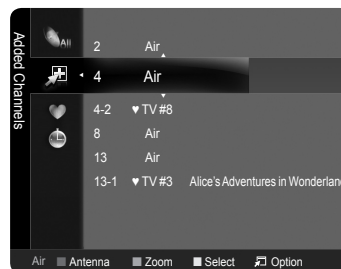 Added Channels
All
2 Air
4 Air
4-2 ♥ TV #8
8 Air
13 Air
13-1 ♥ TV #3 Alice's Adventures in Wonderlan
Air Antenna Zoom Select Option